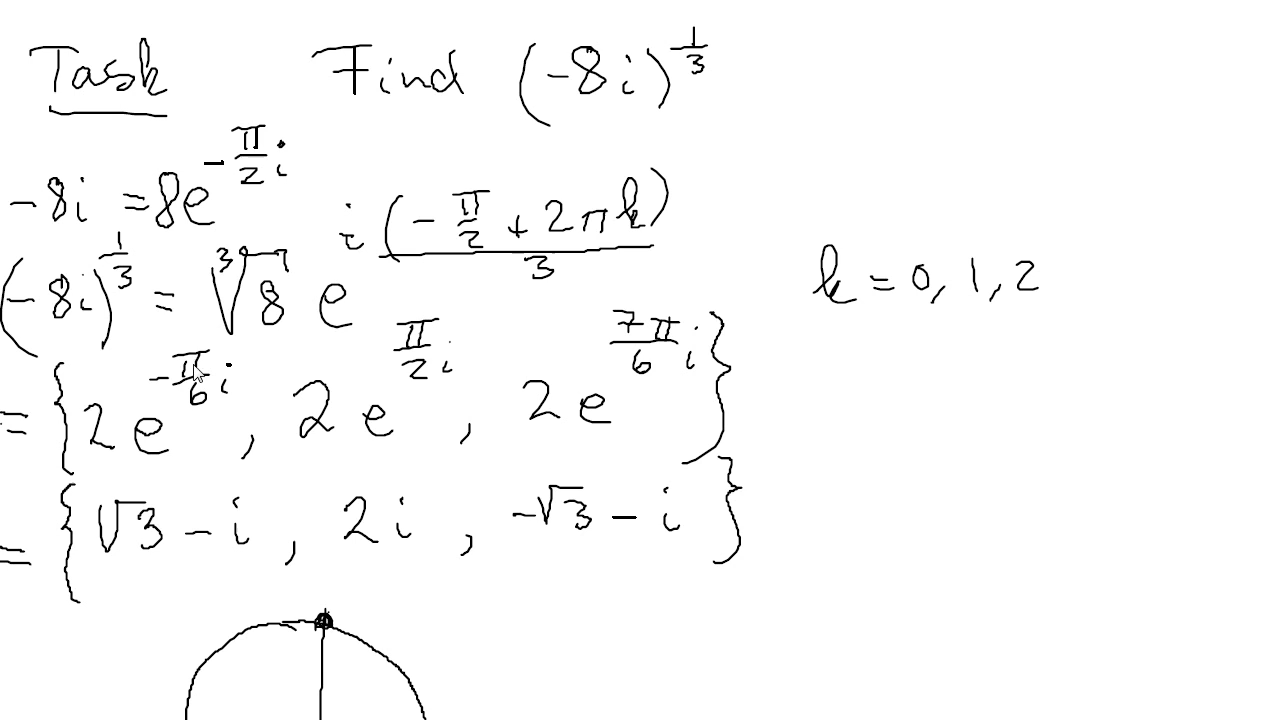 Task Find (-8i)^(1/3)
-8i = 8e^(-π/2 i)
(-8i)^(1/3) = ∛8 e^(i(-π/2 + 2πk)/3) k = 0, 1, 2
= {2e^(-π/6 i), 2e^(π/2 i), 2e^(7π/6 i)}
= {√3 - i, 2i, -√3 - i}